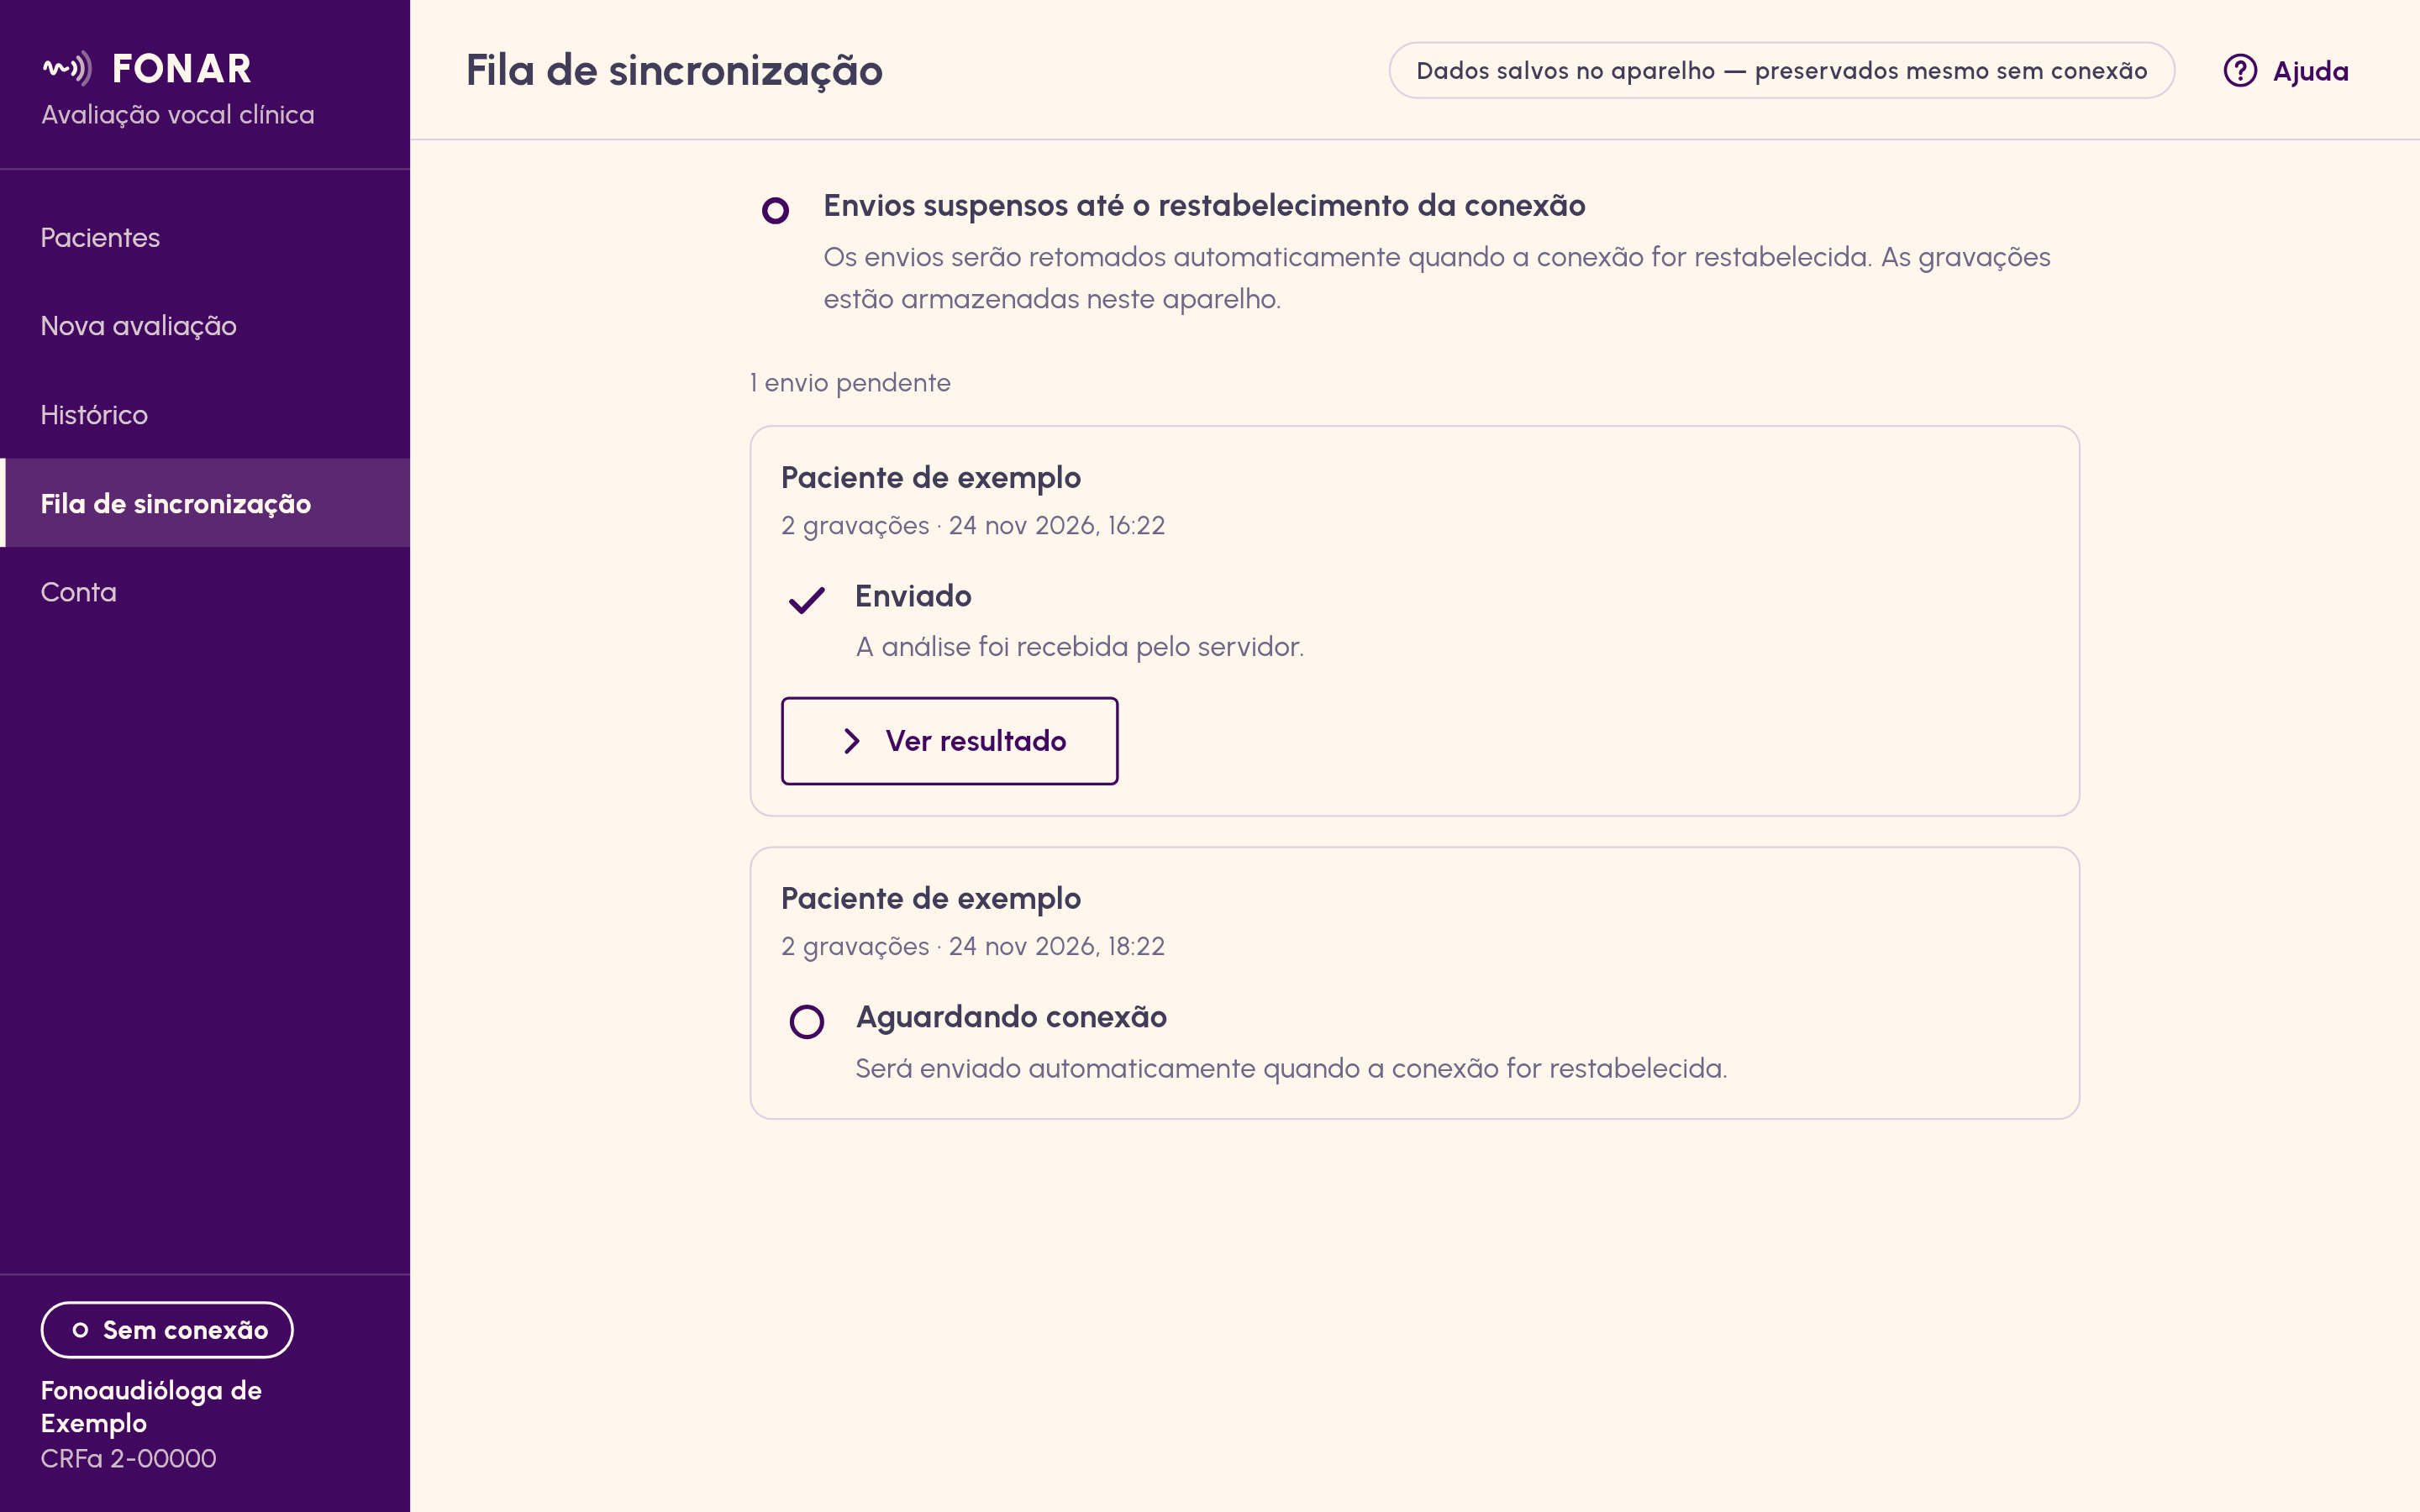 FONAR
Avaliação vocal clínica
Pacientes
Nova avaliação
Histórico
Fila de sincronização
Conta
Sem conexão
Fonoaudióloga de
Exemplo
CRFa 2-00000
Fila de sincronização
Dados salvos no aparelho — preservados mesmo sem conexão
Ajuda
Envios suspensos até o restabelecimento da conexão
Os envios serão retomados automaticamente quando a conexão for restabelecida. As gravações
estão armazenadas neste aparelho.
1 envio pendente
Paciente de exemplo
2 gravações · 24 nov 2026, 16:22
Enviado
A análise foi recebida pelo servidor.
Ver resultado
Paciente de exemplo
2 gravações · 24 nov 2026, 18:22
Aguardando conexão
Será enviado automaticamente quando a conexão for restabelecida.